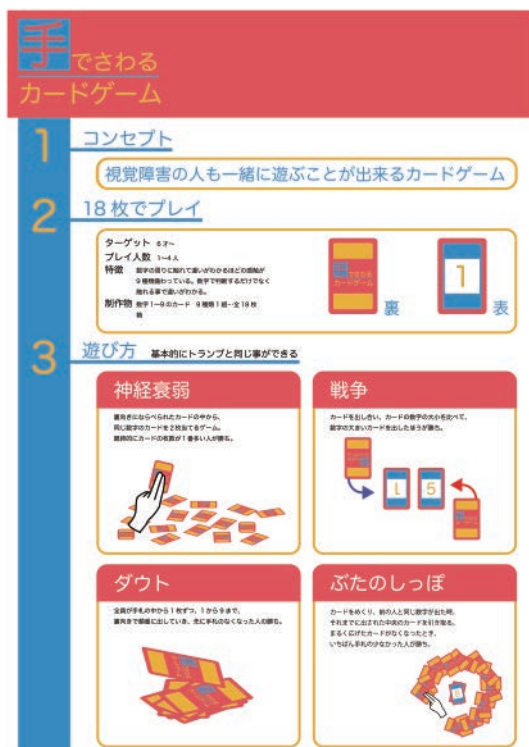 手でさわる
カードゲーム
1
コンセプト
視覚障害の人も一緒に遊ぶことが出来るカードゲーム
2
18枚でプレイ
ターゲット 6才〜
プレイ人数 1〜4人
特徴 数字の周りに触れて違いがわかるほどの感触が
9種類備わっている。数字で判断するだけでなく
触れる事で違いがわかる。
制作物 数字1〜9のカード 9種類1組〜全18枚
箱
手でさわる
カードゲーム
裏
1
表
3
遊び方 基本的にトランプと同じ事ができる
神経衰弱
裏向きにならべられたカードの中から、
同じ数字のカードを2枚当てるゲーム。
最終的にカードの枚数が1番多い人が勝ち。
戦争
カードを出し合い、カードの数字の大小を比べて、
数字の大きいカードを出したほうが勝ち。
1
5
ダウト
全員が手札の中から1枚ずつ、1から9まで、
裏向きで順番に出していき、先に手札のなくなった人の勝ち。
ぶたのしっぽ
カードをめくり、前の人と同じ数字が出た時、
それまでに出された中央のカードを引き取る。
まるく広げたカードがなくなったとき、
いちばん手札の少なかった人が勝ち。